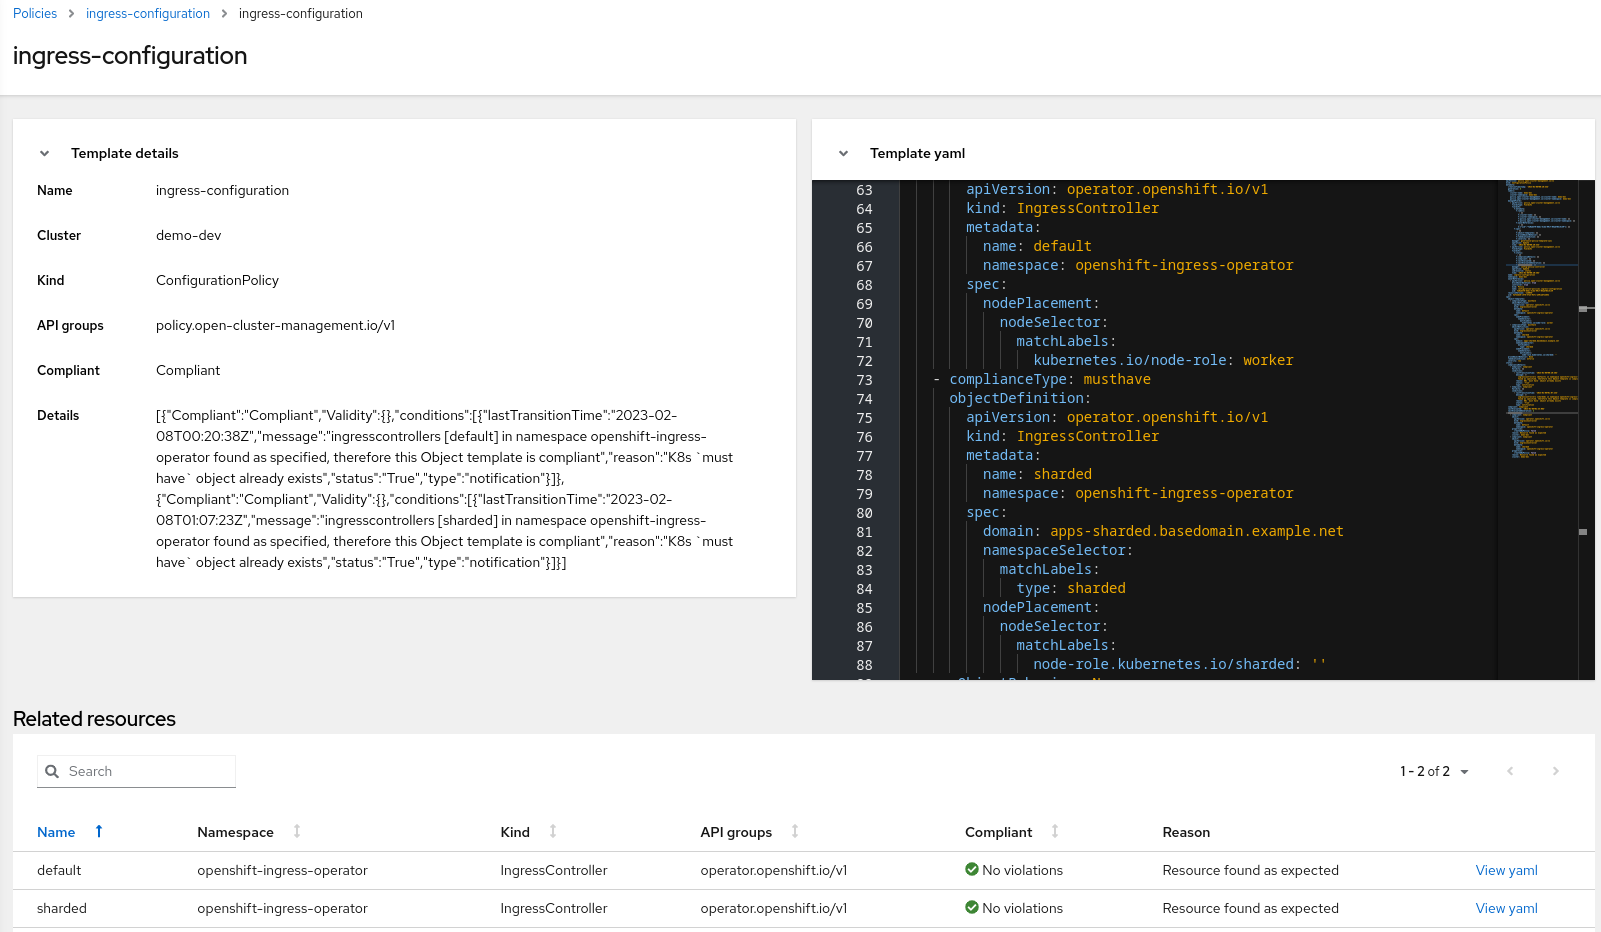 Policies > ingress-configuration > ingress-configuration
ingress-configuration
Template details
Name ingress-configuration
Cluster demo-dev
Kind ConfigurationPolicy
API groups policy.open-cluster-management.io/v1
Compliant Compliant
Details [{"Compliant":"Compliant","Validity":{},"conditions":[{"lastTransitionTime":"2023-02-
08T00:20:38Z","message":"ingresscontrollers [default] in namespace openshift-ingress-
operator found as specified, therefore this Object template is compliant","reason":"K8s `must
have` object already exists","status":"True","type":"notification"}]},
{"Compliant":"Compliant","Validity":{},"conditions":[{"lastTransitionTime":"2023-02-
08T01:07:23Z","message":"ingresscontrollers [sharded] in namespace openshift-ingress-
operator found as specified, therefore this Object template is compliant","reason":"K8s `must
have` object already exists","status":"True","type":"notification"}]}]
Template yaml
63 apiVersion: operator.openshift.io/v1
64 kind: IngressController
65 metadata:
66 name: default
67 namespace: openshift-ingress-operator
68 spec:
69 nodePlacement:
70 nodeSelector:
71 matchLabels:
72 kubernetes.io/node-role: worker
73 - complianceType: musthave
74 objectDefinition:
75 apiVersion: operator.openshift.io/v1
76 kind: IngressController
77 metadata:
78 name: sharded
79 namespace: openshift-ingress-operator
80 spec:
81 domain: apps-sharded.basedomain.example.net
82 namespaceSelector:
83 matchLabels:
84 type: sharded
85 nodePlacement:
86 nodeSelector:
87 matchLabels:
88 node-role.kubernetes.io/sharded: ''
Related resources
Search
1 - 2 of 2
Name Namespace Kind API groups Compliant Reason
default openshift-ingress-operator IngressController operator.openshift.io/v1 No violations Resource found as expected View yaml
sharded openshift-ingress-operator IngressController operator.openshift.io/v1 No violations Resource found as expected View yaml